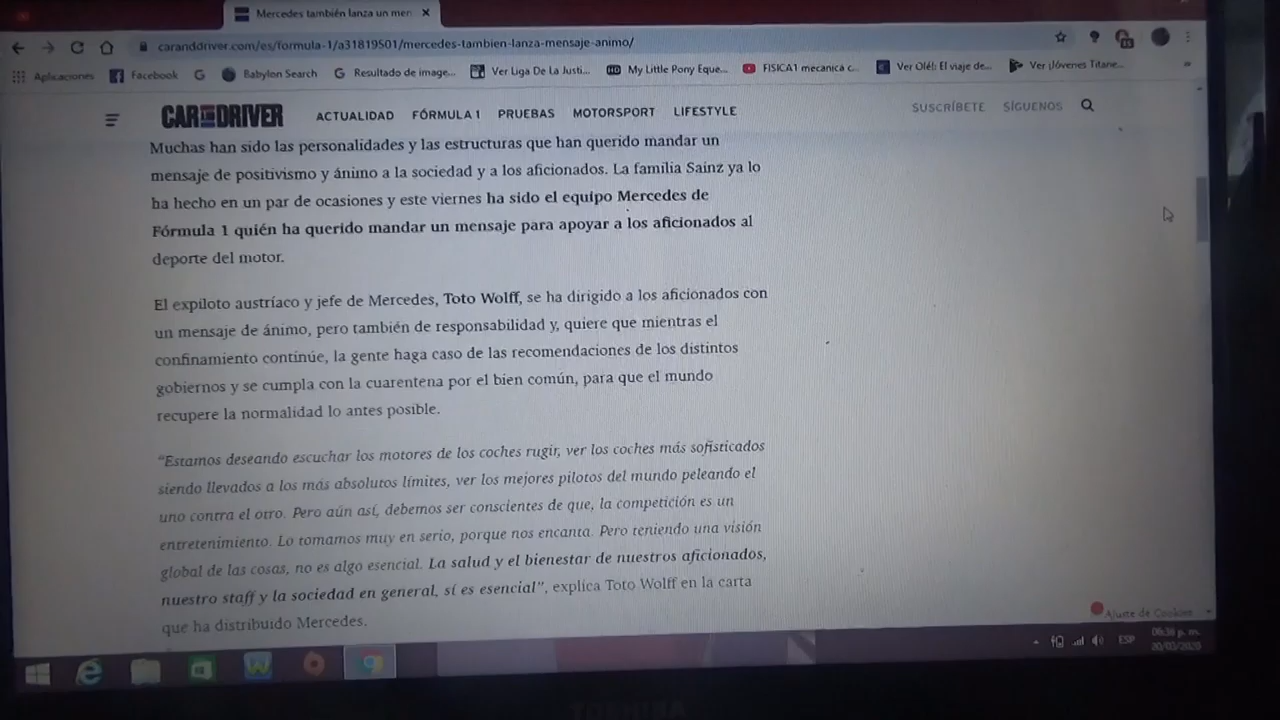 Mercedes también lanza un men
caranddriver.com/es/formula-1/a31819501/mercedes-tambien-lanza-mensaje-animo/
Aplicaciones Facebook Babylon Search Resultado de image... Ver Liga De La Justi... My Little Pony Eque... FISICA1 mecanica c... Ver Olé!: El viaje de... Ver ¡Jóvenes Titane...
CAR AND DRIVER ACTUALIDAD FÓRMULA 1 PRUEBAS MOTORSPORT LIFESTYLE SUSCRÍBETE SÍGUENOS
Muchas han sido las personalidades y las estructuras que han querido mandar un
mensaje de positivismo y ánimo a la sociedad y a los aficionados. La familia Sainz ya lo
ha hecho en un par de ocasiones y este viernes ha sido el equipo Mercedes de
Fórmula 1 quién ha querido mandar un mensaje para apoyar a los aficionados al
deporte del motor.
El expiloto austríaco y jefe de Mercedes, Toto Wolff, se ha dirigido a los aficionados con
un mensaje de ánimo, pero también de responsabilidad y, quiere que mientras el
confinamiento continúe, la gente haga caso de las recomendaciones de los distintos
gobiernos y se cumpla con la cuarentena por el bien común, para que el mundo
recupere la normalidad lo antes posible.
“Estamos deseando escuchar los motores de los coches rugir, ver los coches más sofisticados
siendo llevados a los más absolutos límites, ver los mejores pilotos del mundo peleando el
uno contra el otro. Pero aún así, debemos ser conscientes de que, la competición es un
entretenimiento. Lo tomamos muy en serio, porque nos encanta. Pero teniendo una visión
global de las cosas, no es algo esencial. La salud y el bienestar de nuestros aficionados,
nuestro staff y la sociedad en general, sí es esencial”, explica Toto Wolff en la carta
que ha distribuido Mercedes.
Ajuste de Cookies
ESP
06:38 p. m.
20/03/2020
TOSHIBA